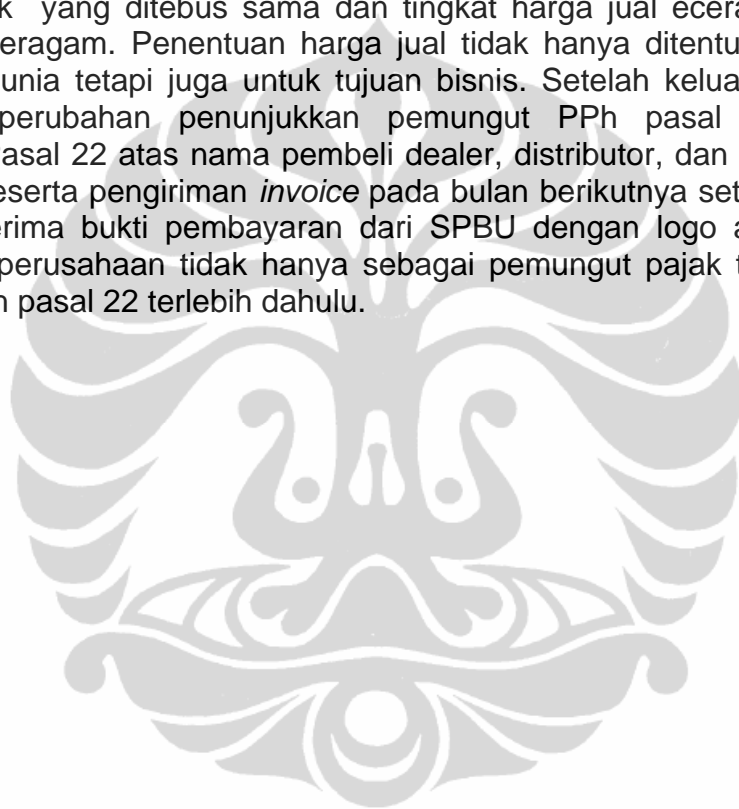 k yang ditebus sama dan tingkat harga jual ecera
eragam. Penentuan harga jual tidak hanya ditentu
unia tetapi juga untuk tujuan bisnis. Setelah kelua
perubahan penunjukkan pemungut PPh pasal
asal 22 atas nama pembeli dealer, distributor, dan
eserta pengiriman invoice pada bulan berikutnya set
erima bukti pembayaran dari SPBU dengan logo a
perusahaan tidak hanya sebagai pemungut pajak t
n pasal 22 terlebih dahulu.